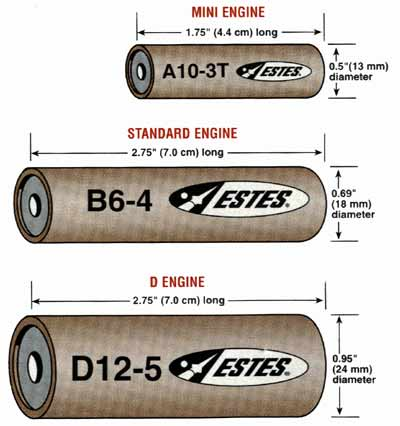 MINI ENGINE
1.75" (4.4 cm) long
A10-3T ESTES®
0.5"(13 mm)
diameter
STANDARD ENGINE
2.75" (7.0 cm) long
B6-4 ESTES®
0.69"
(18 mm)
diameter
D ENGINE
2.75" (7.0 cm) long
D12-5 ESTES®
0.95"
(24 mm)
diameter